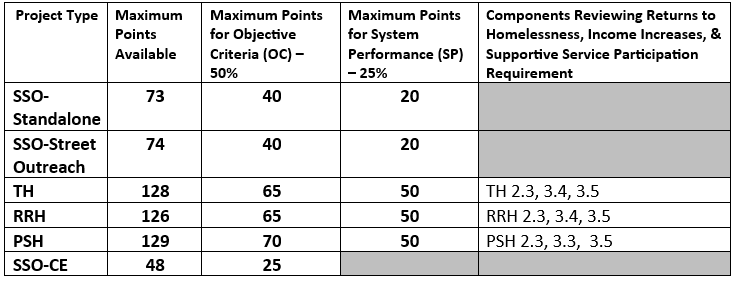 Project Type
Maximum
Points
Available
Maximum Points
for Objective
Criteria (OC) –
50%
Maximum Points
for System
Performance (SP)
– 25%
Components Reviewing Returns to
Homelessness, Income Increases, &
Supportive Service Participation
Requirement
SSO-
Standalone
73
40
20
SSO-Street
Outreach
74
40
20
TH
128
65
50
TH 2.3, 3.4, 3.5
RRH
126
65
50
RRH 2.3, 3.4, 3.5
PSH
129
70
50
PSH 2.3, 3.3,  3.5
SSO-CE
48
25